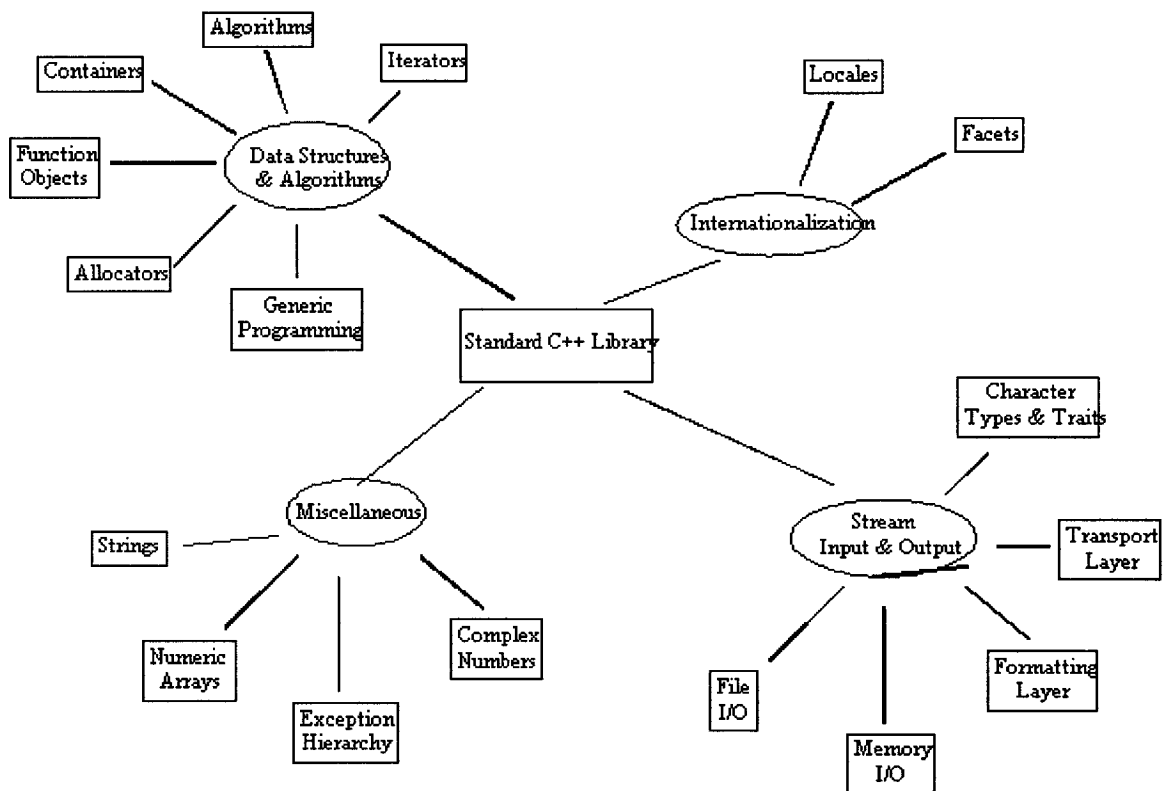 Algorithms
Containers
Iterators
Function
Objects
Data Structures
& Algorithms
Allocators
Generic
Programming
Locales
Facets
Internationalization
Standard C++ Library
Character
Types & Traits
Miscellaneous
Strings
Numeric
Arrays
Exception
Hierarchy
Complex
Numbers
Stream
Input & Output
Transport
Layer
Formatting
Layer
File
I/O
Memory
I/O